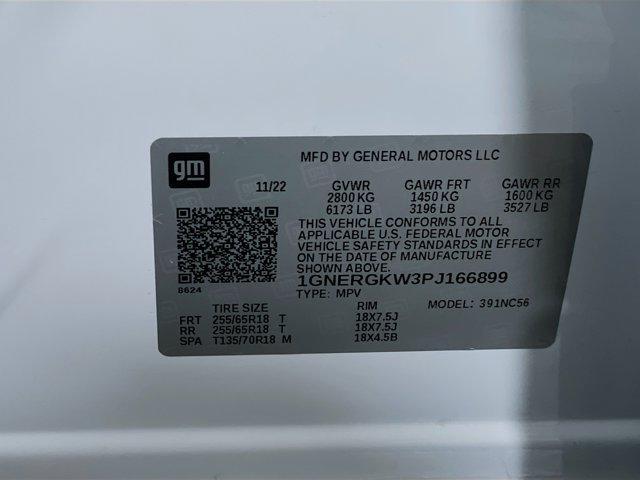 gm
MFD BY GENERAL MOTORS LLC
11/22 GVWR GAWR FRT GAWR RR
2800 KG 1450 KG 1600 KG
6173 LB 3196 LB 3527 LB
THIS VEHICLE CONFORMS TO ALL
APPLICABLE U.S. FEDERAL MOTOR
VEHICLE SAFETY STANDARDS IN EFFECT
ON THE DATE OF MANUFACTURE
SHOWN ABOVE.
1GNERGKW3PJ166899
8624
TYPE: MPV MODEL: 391NC56
TIRE SIZE RIM
FRT 255/65R18 T 18X7.5J
RR 255/65R18 T 18X7.5J
SPA T135/70R18 M 18X4.5B